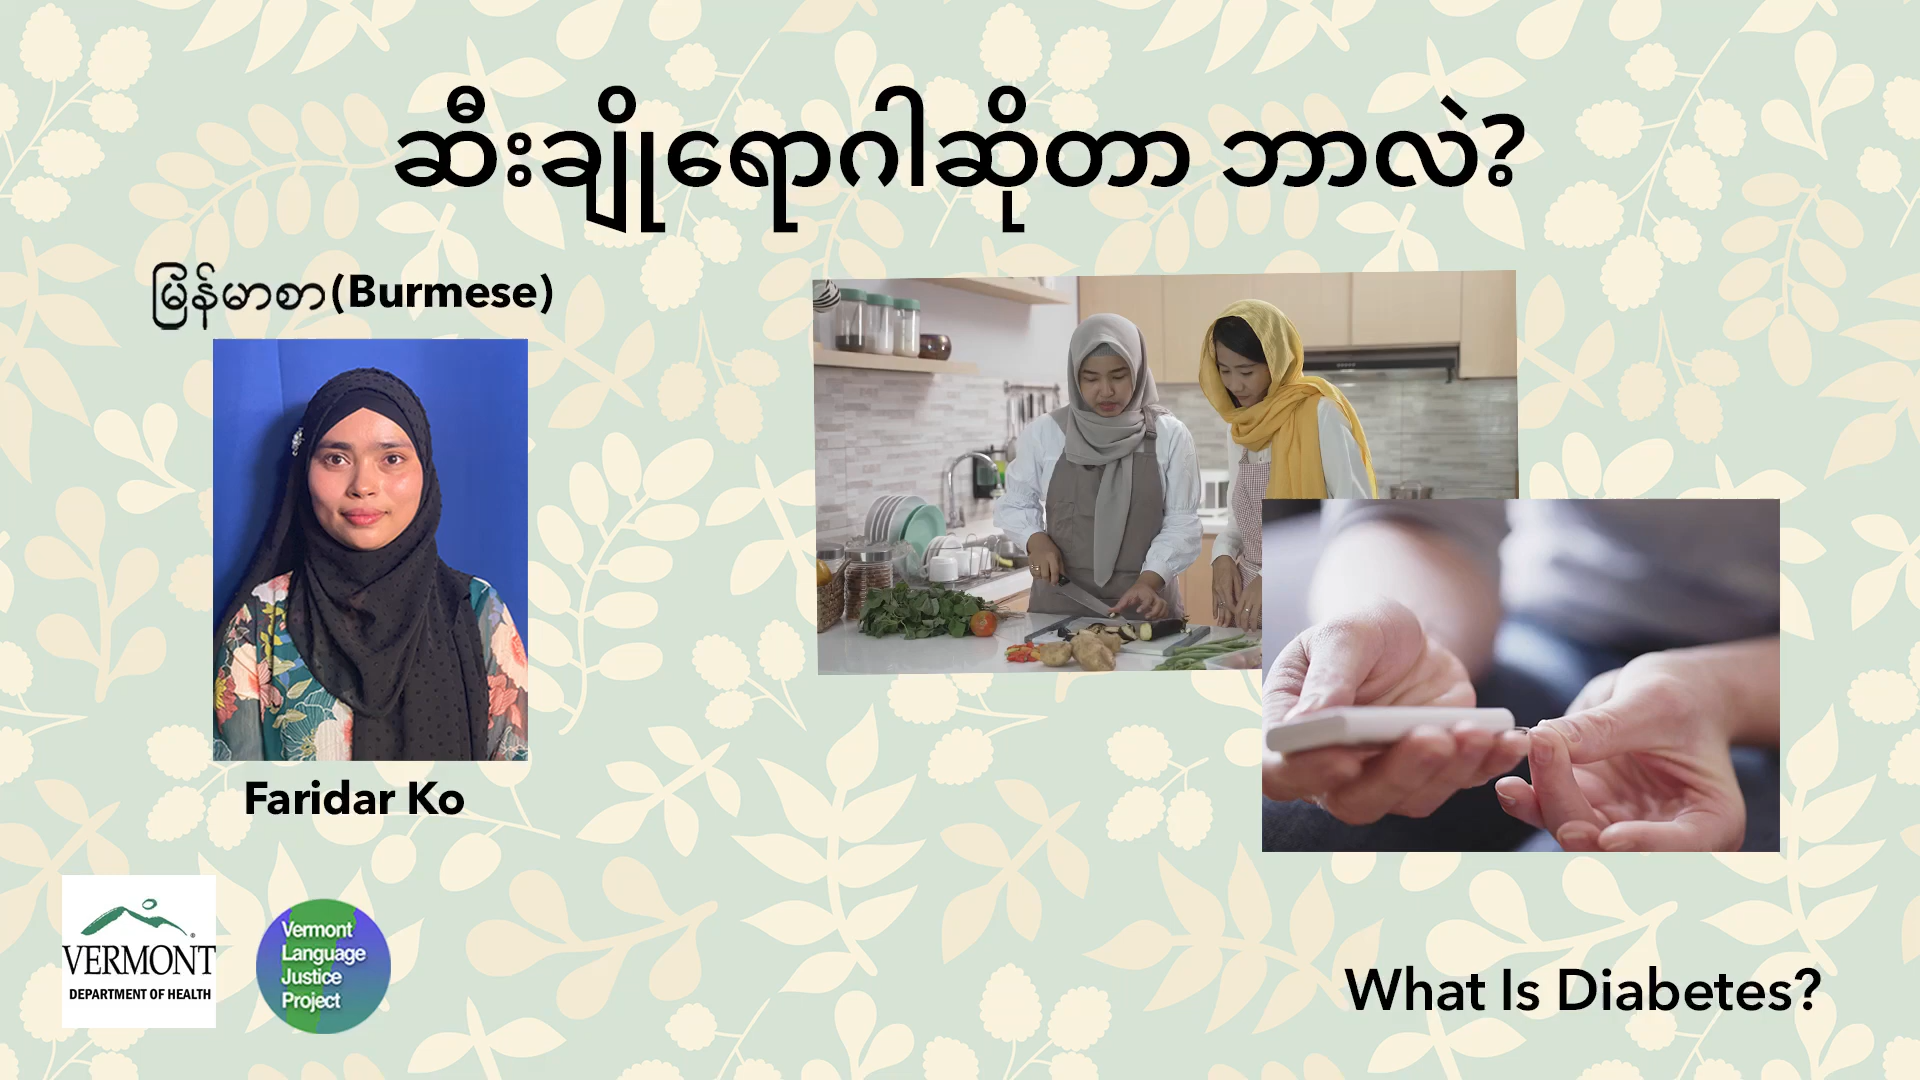 ဆီးချိုရောဂါဆိုတာ ဘာလဲ?
မြန်မာစာ(Burmese)
Faridar Ko
VERMONT
DEPARTMENT OF HEALTH
Vermont
Language
Justice
Project
What Is Diabetes?